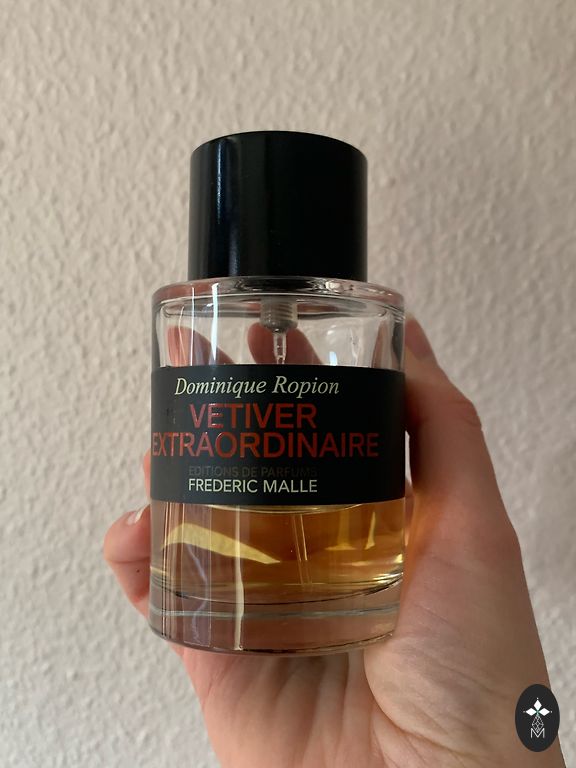 Dominique Ropion
VETIVER
EXTRAORDINAIRE
EDITIONS DE PARFUMS
FREDERIC MALLE
M